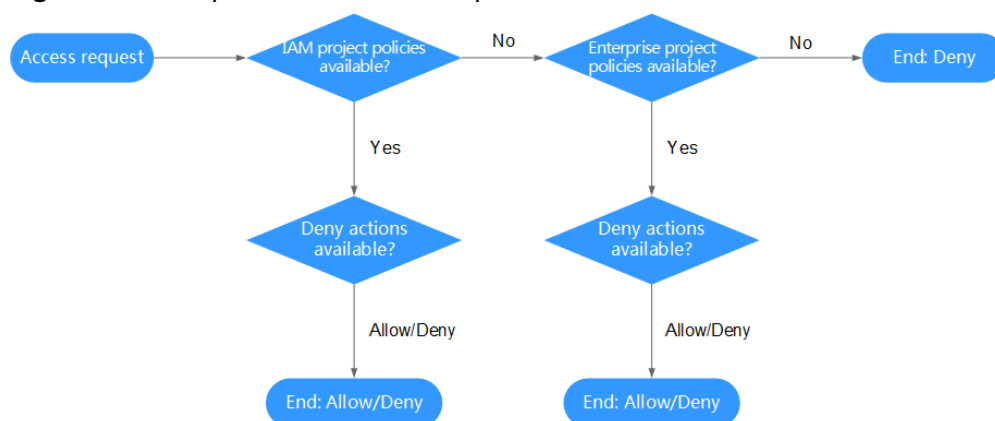 Access request
IAM project policies
available?
No
Enterprise project
policies available?
No
End: Deny
Yes
Yes
Deny actions
available?
Deny actions
available?
Allow/Deny
Allow/Deny
End: Allow/Deny
End: Allow/Deny